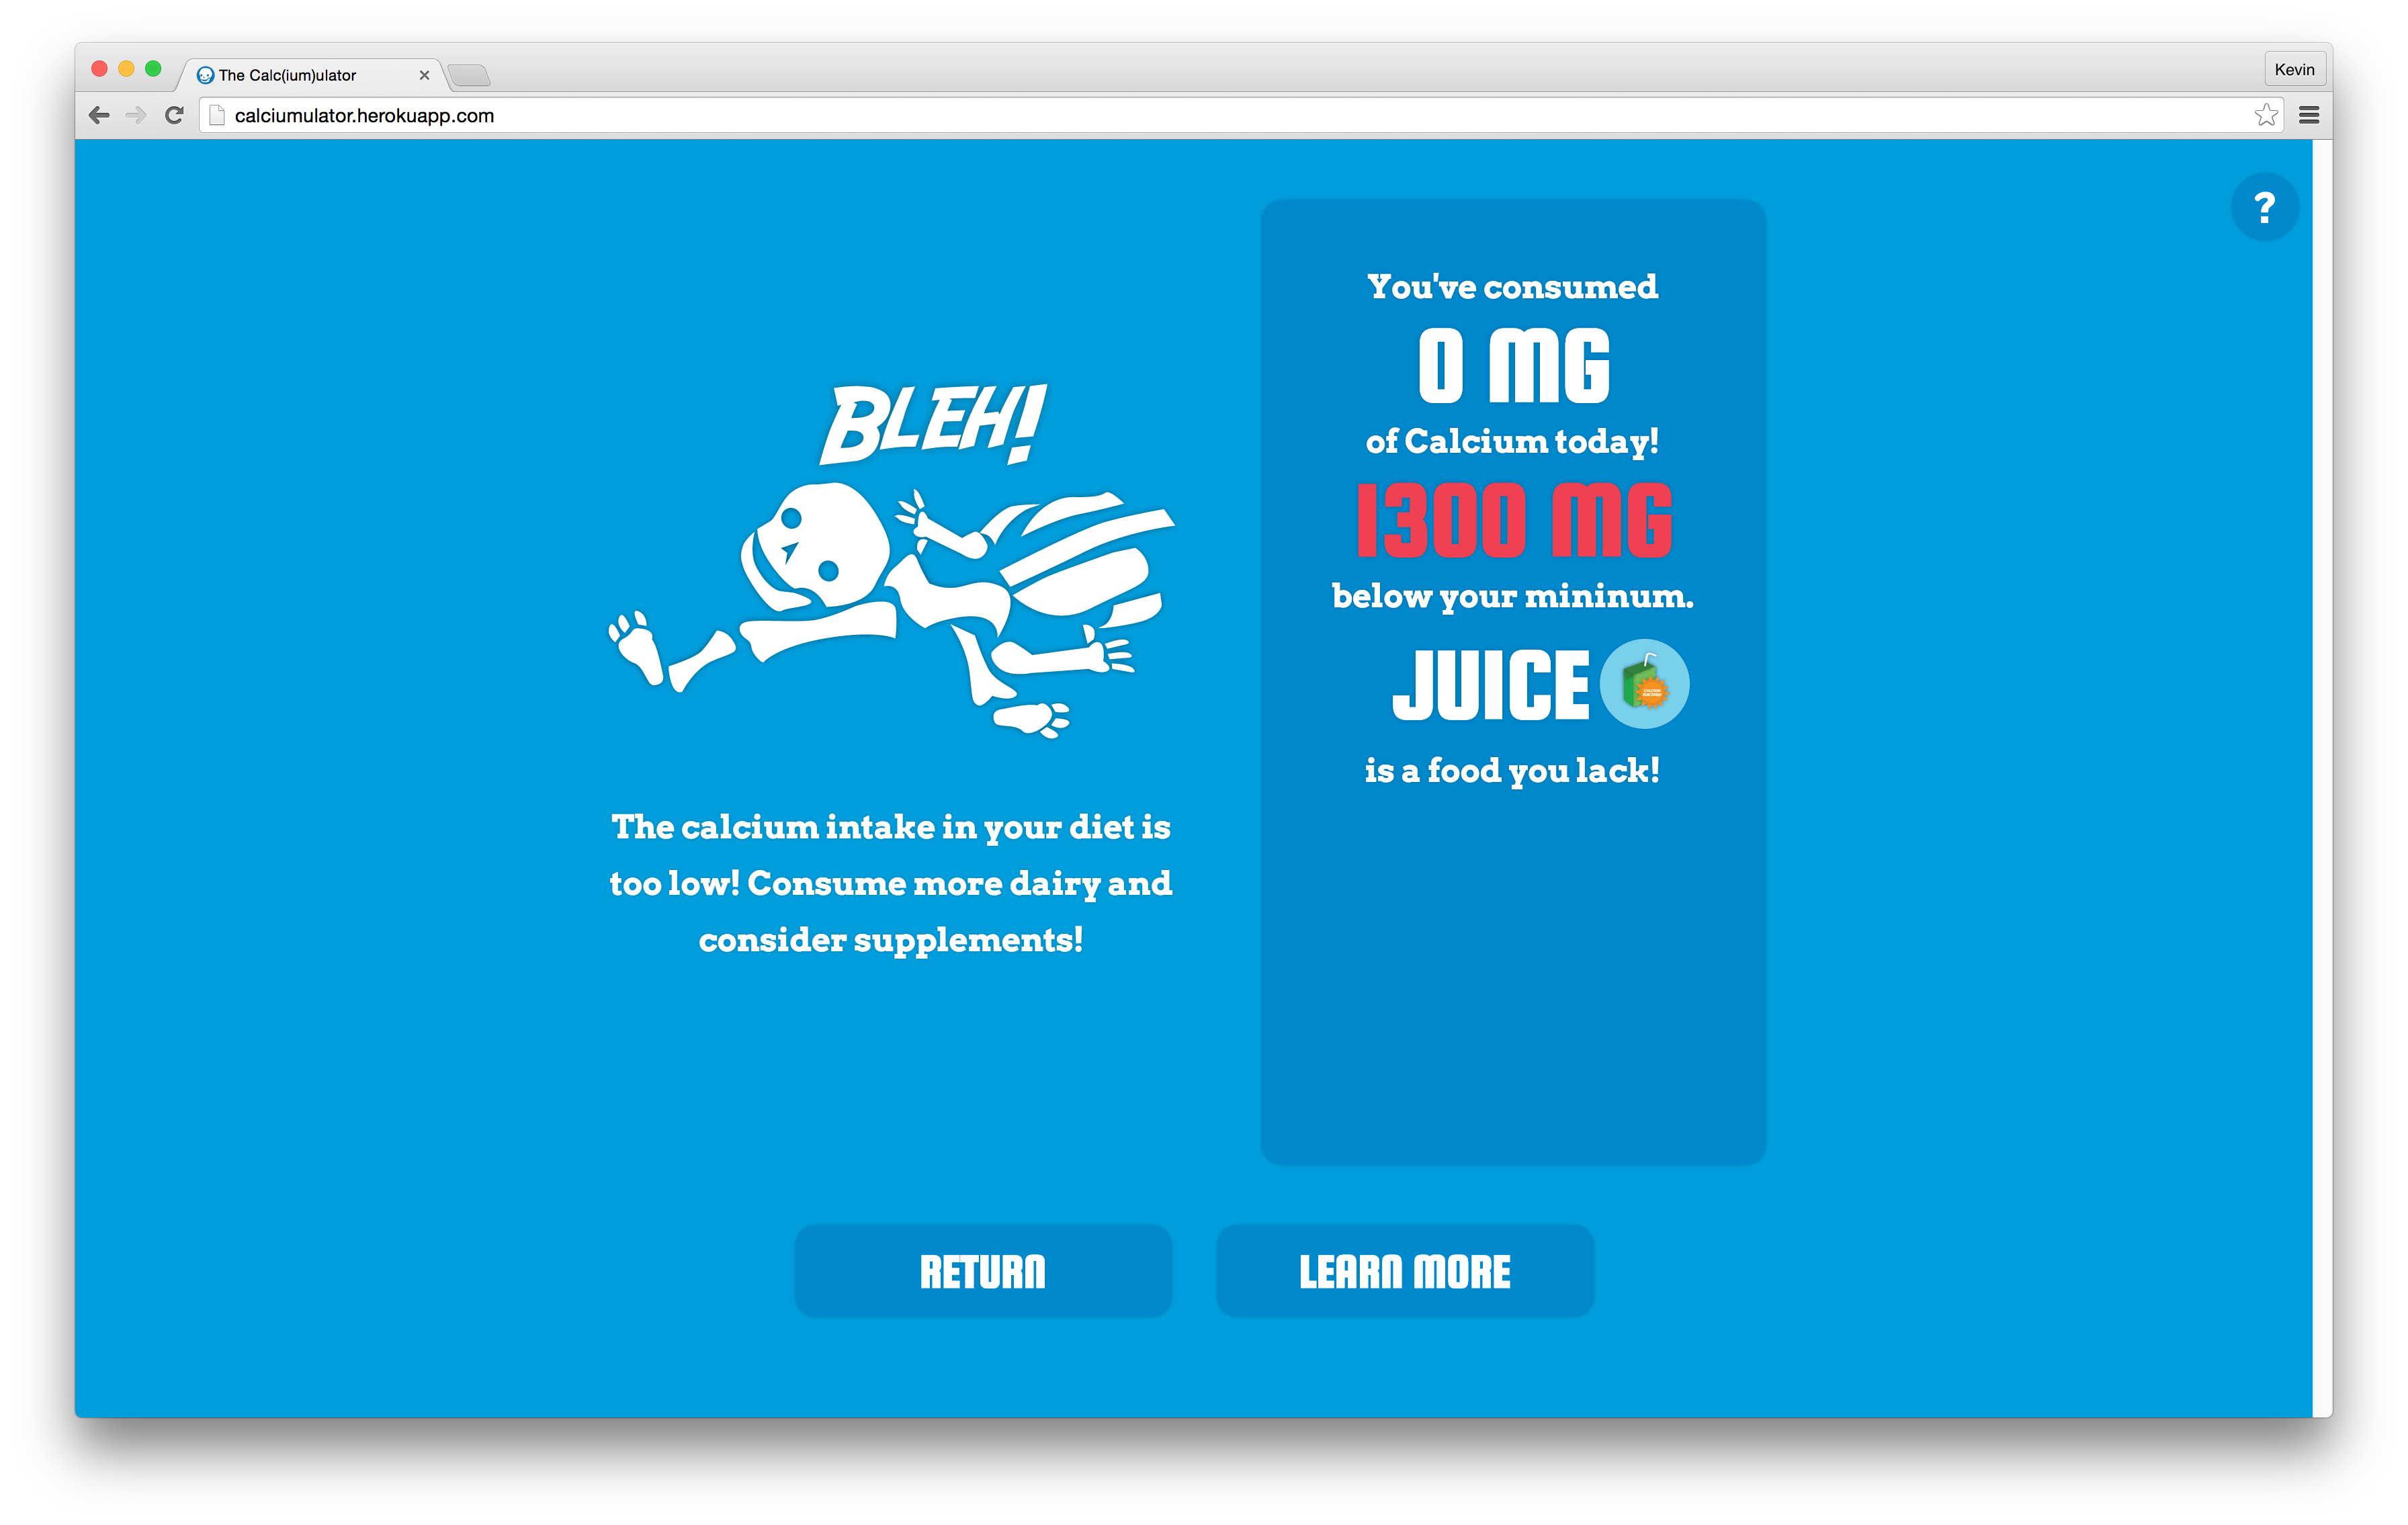 The Calc(ium)ulator
Kevin
calciumulator.herokuapp.com
?
BLEH!
The calcium intake in your diet is
too low! Consume more dairy and
consider supplements!
You've consumed
0 MG
of Calcium today!
1300 MG
below your mininum.
JUICE
is a food you lack!
RETURN
LEARN MORE